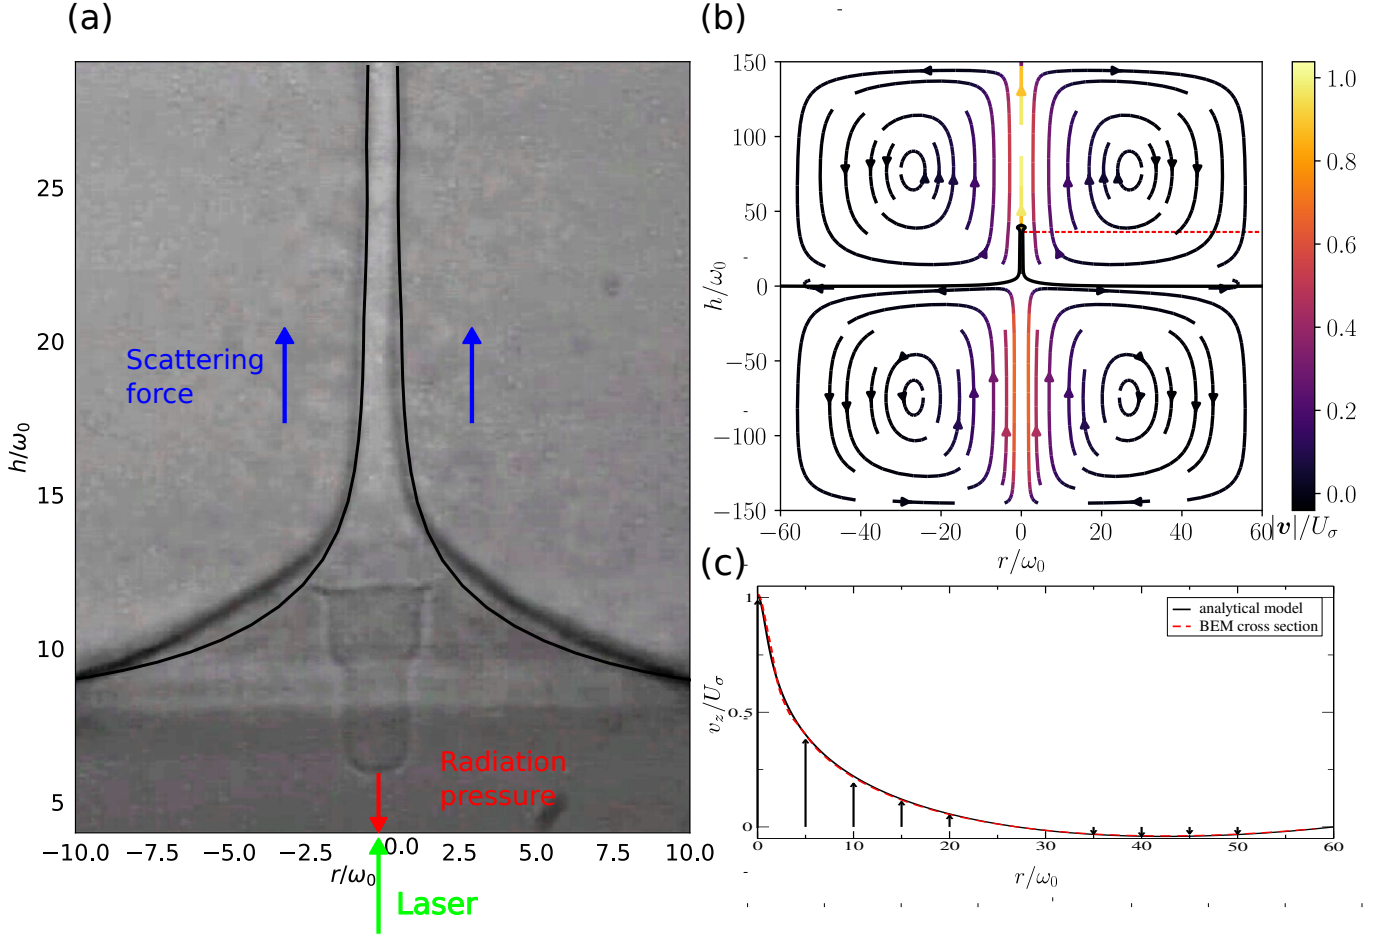 (a)
25
20
15
10
5
h/ω₀
Scattering
force
Radiation
pressure
−10.0 −7.5 −5.0 −2.5 0.0 2.5 5.0 7.5 10.0
r/ω₀
Laser
(b)
150
100
50
0
−50
−100
−150
h/ω₀
−60 −40 −20 0 20 40 60
r/ω₀
1.0
0.8
0.6
0.4
0.2
0.0
|v|/Uσ
(c)
1
0.5
0
v_z/Uσ
analytical model
BEM cross section
0 10 20 30 40 50 60
r/ω₀